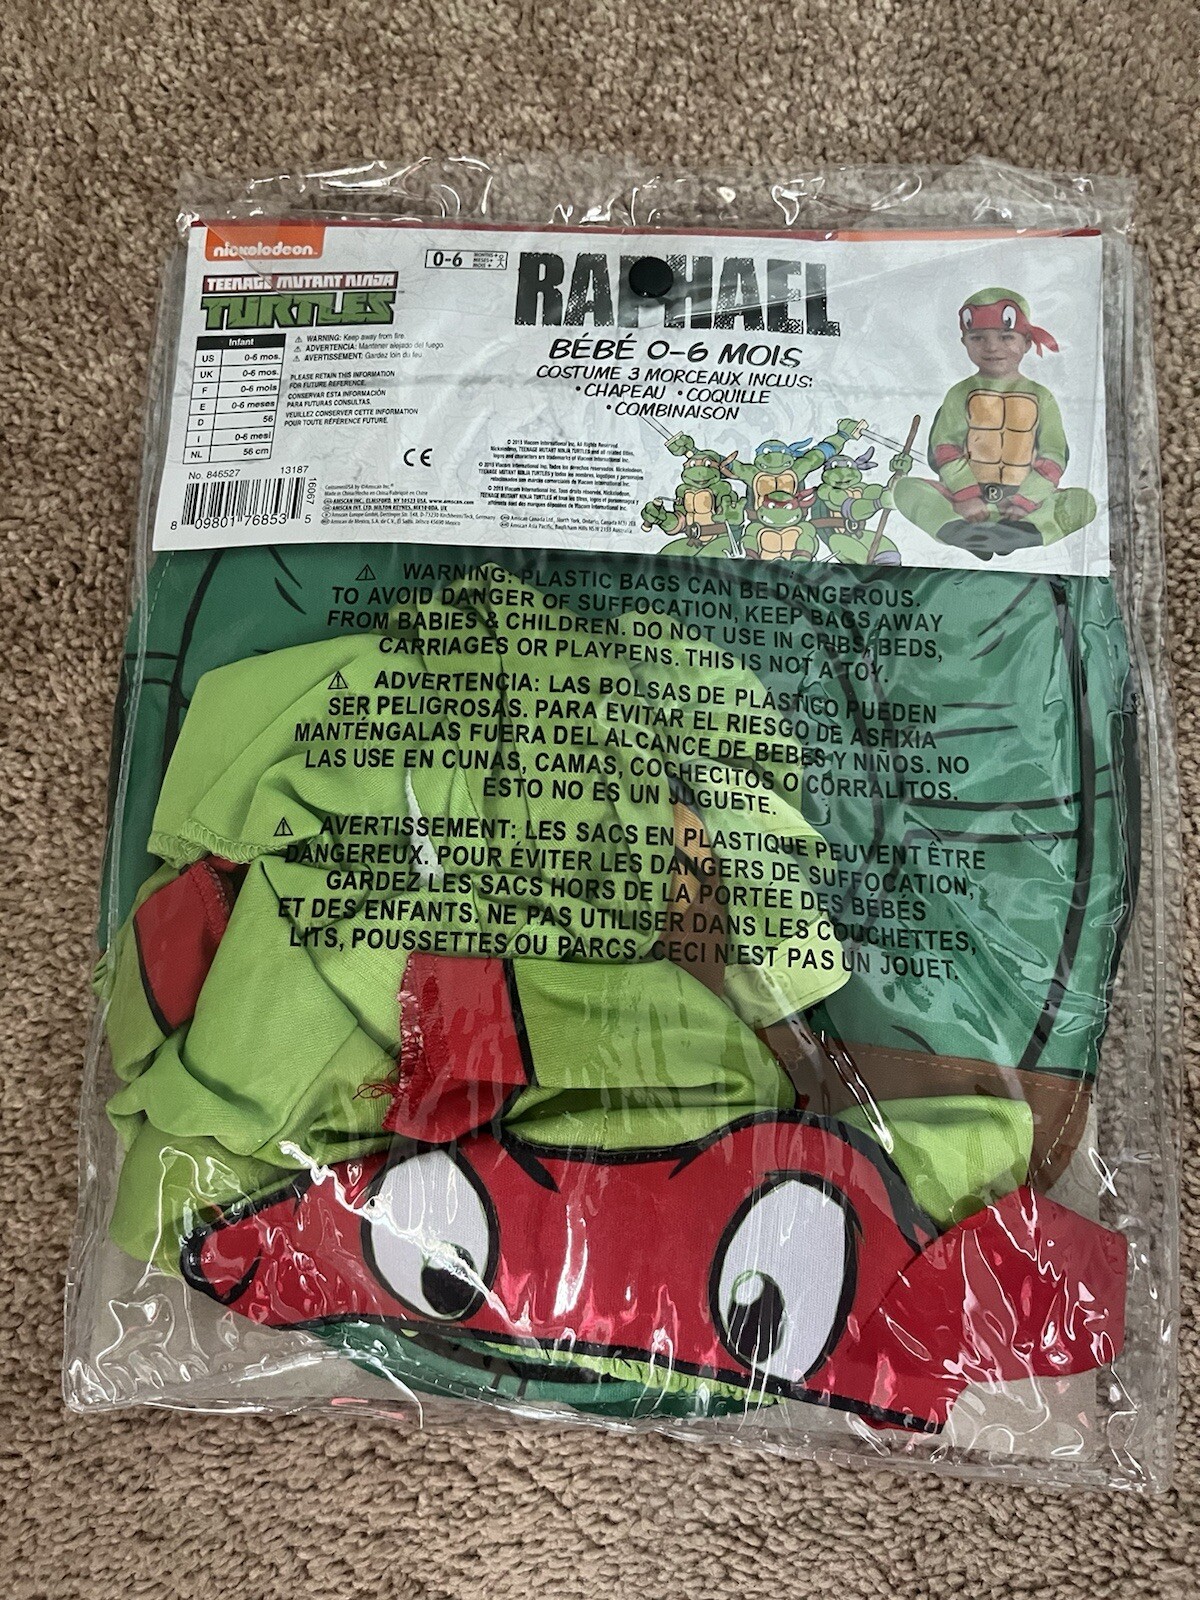 nickelodeon™
TEENAGE MUTANT NINJA
TURTLES
0-6
RAPHAEL
BÉBÉ 0-6 MOIS
COSTUME 3 MORCEAUX INCLUS:
• CHAPEAU • COQUILLE
• COMBINAISON
Infant
US 0-6 mos.
UK 0-6 mos.
F 0-6 mois
E 0-6 meses
D 56
I 0-6 mesi
NL 56 cm
⚠ WARNING: Keep away from fire.
⚠ ADVERTENCIA: Mantener alejado del fuego.
⚠ AVERTISSEMENT: Gardez loin du feu
PLEASE RETAIN THIS INFORMATION
FOR FUTURE REFERENCE.
CONSERVAR ESTA INFORMACIÓN
PARA FUTURAS CONSULTAS.
VEUILLEZ CONSERVER CETTE INFORMATION
POUR TOUTE RÉFÉRENCE FUTURE.
CE
No. 846527 13187
16067
8 09801 76853 5
R
⚠ WARNING: PLASTIC BAGS CAN BE DANGEROUS.
TO AVOID DANGER OF SUFFOCATION, KEEP BAGS AWAY
FROM BABIES & CHILDREN. DO NOT USE IN CRIBS, BEDS,
CARRIAGES OR PLAYPENS. THIS IS NOT A TOY.
⚠ ADVERTENCIA: LAS BOLSAS DE PLÁSTICO PUEDEN
SER PELIGROSAS. PARA EVITAR EL RIESGO DE ASFIXIA
MANTÉNGALAS FUERA DEL ALCANCE DE BEBES Y NIÑOS. NO
LAS USE EN CUNAS, CAMAS, COCHECITOS O CORRALITOS.
ESTO NO ES UN JUGUETE.
⚠ AVERTISSEMENT: LES SACS EN PLASTIQUE PEUVENT ÊTRE
DANGEREUX. POUR ÉVITER LES DANGERS DE SUFFOCATION,
GARDEZ LES SACS HORS DE LA PORTÉE DES BÉBÉS
ET DES ENFANTS. NE PAS UTILISER DANS LES COUCHETTES,
LITS, POUSSETTES OU PARCS. CECI N'EST PAS UN JOUET.